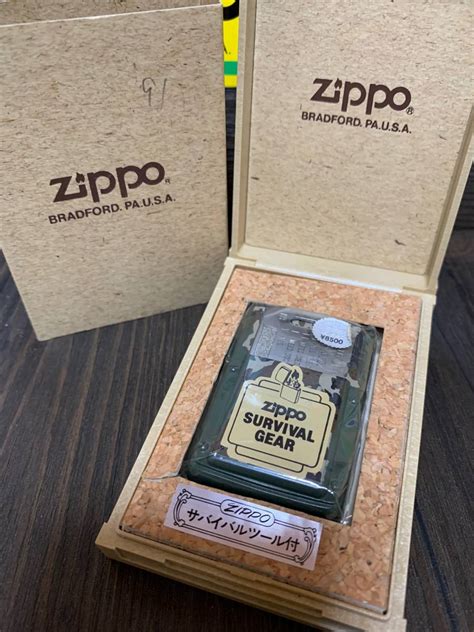 91
zippo®
BRADFORD. PA.U.S.A.
zippo®
BRADFORD. PA.U.S.A.
¥8500
zippo
SURVIVAL
GEAR
ZIPPO
サバイバルツール付